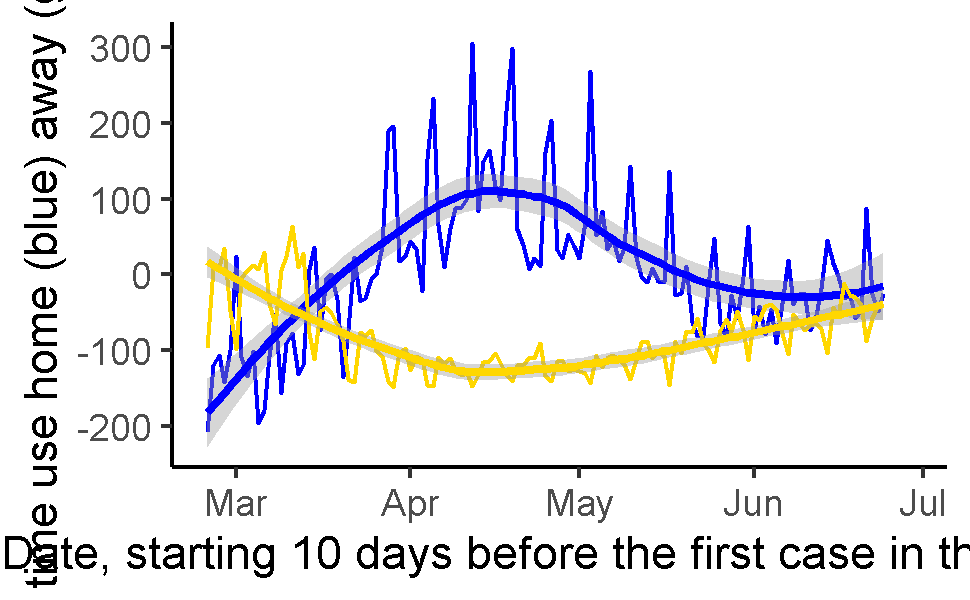 time use home (blue) away (
300
200
100
0
-100
-200
Mar Apr May Jun Jul
Date, starting 10 days before the first case in th